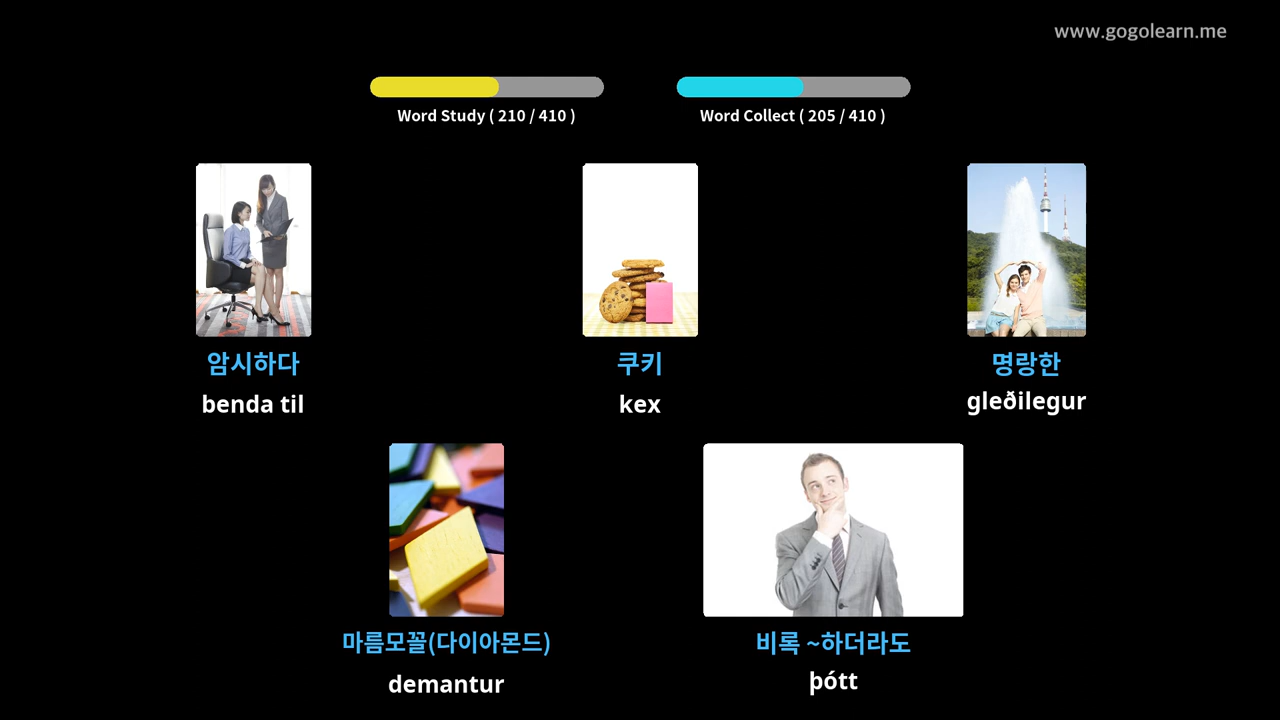 www.gogolearn.me
Word Study ( 210 / 410 )
Word Collect ( 205 / 410 )
암시하다
benda til
쿠키
kex
명랑한
gleðilegur
마름모꼴(다이아몬드)
demantur
비록 ~하더라도
þótt